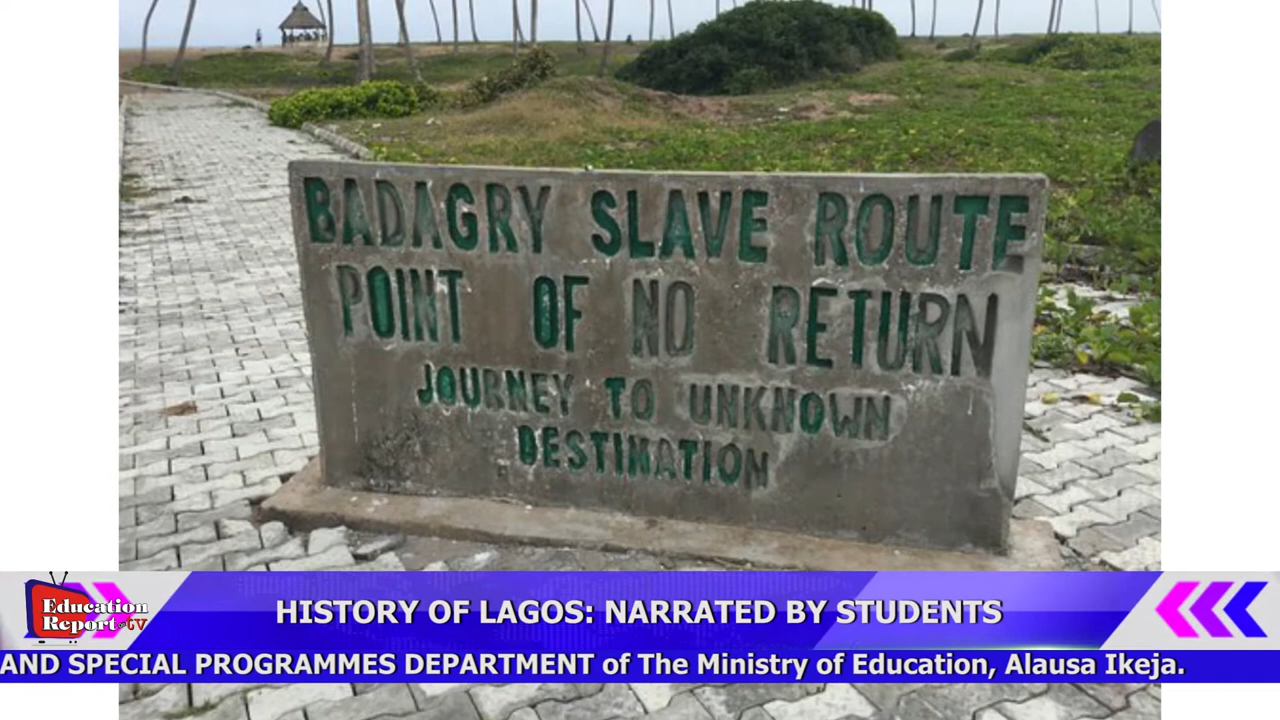 BADAGRY SLAVE ROUTE
POINT OF NO RETURN
JOURNEY TO UNKNOWN
DESTINATION
Education
Report tv
HISTORY OF LAGOS: NARRATED BY STUDENTS
AND SPECIAL PROGRAMMES DEPARTMENT of The Ministry of Education, Alausa Ikeja.